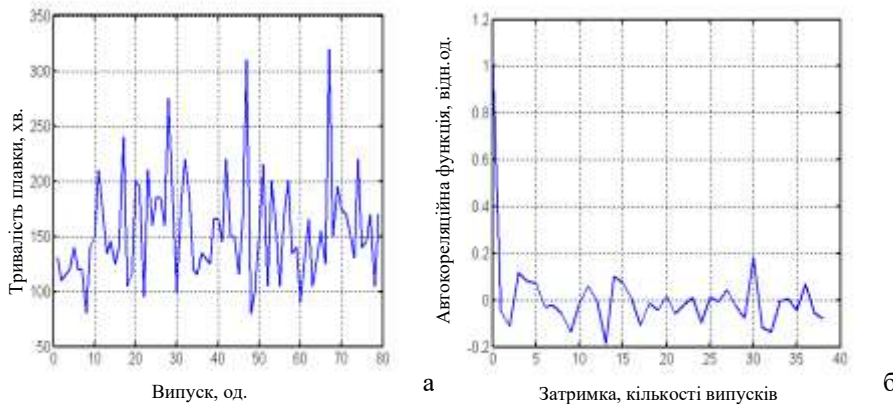 350
300
250
200
150
100
50
0 10 20 30 40 50 60 70 80
Тривалість плавки, хв.
Випуск, од.
а
1.2
1
0.8
0.6
0.4
0.2
0
-0.2
0 5 10 15 20 25 30 35 40
Автокореляційна функція, відн.од.
Затримка, кількості випусків
б